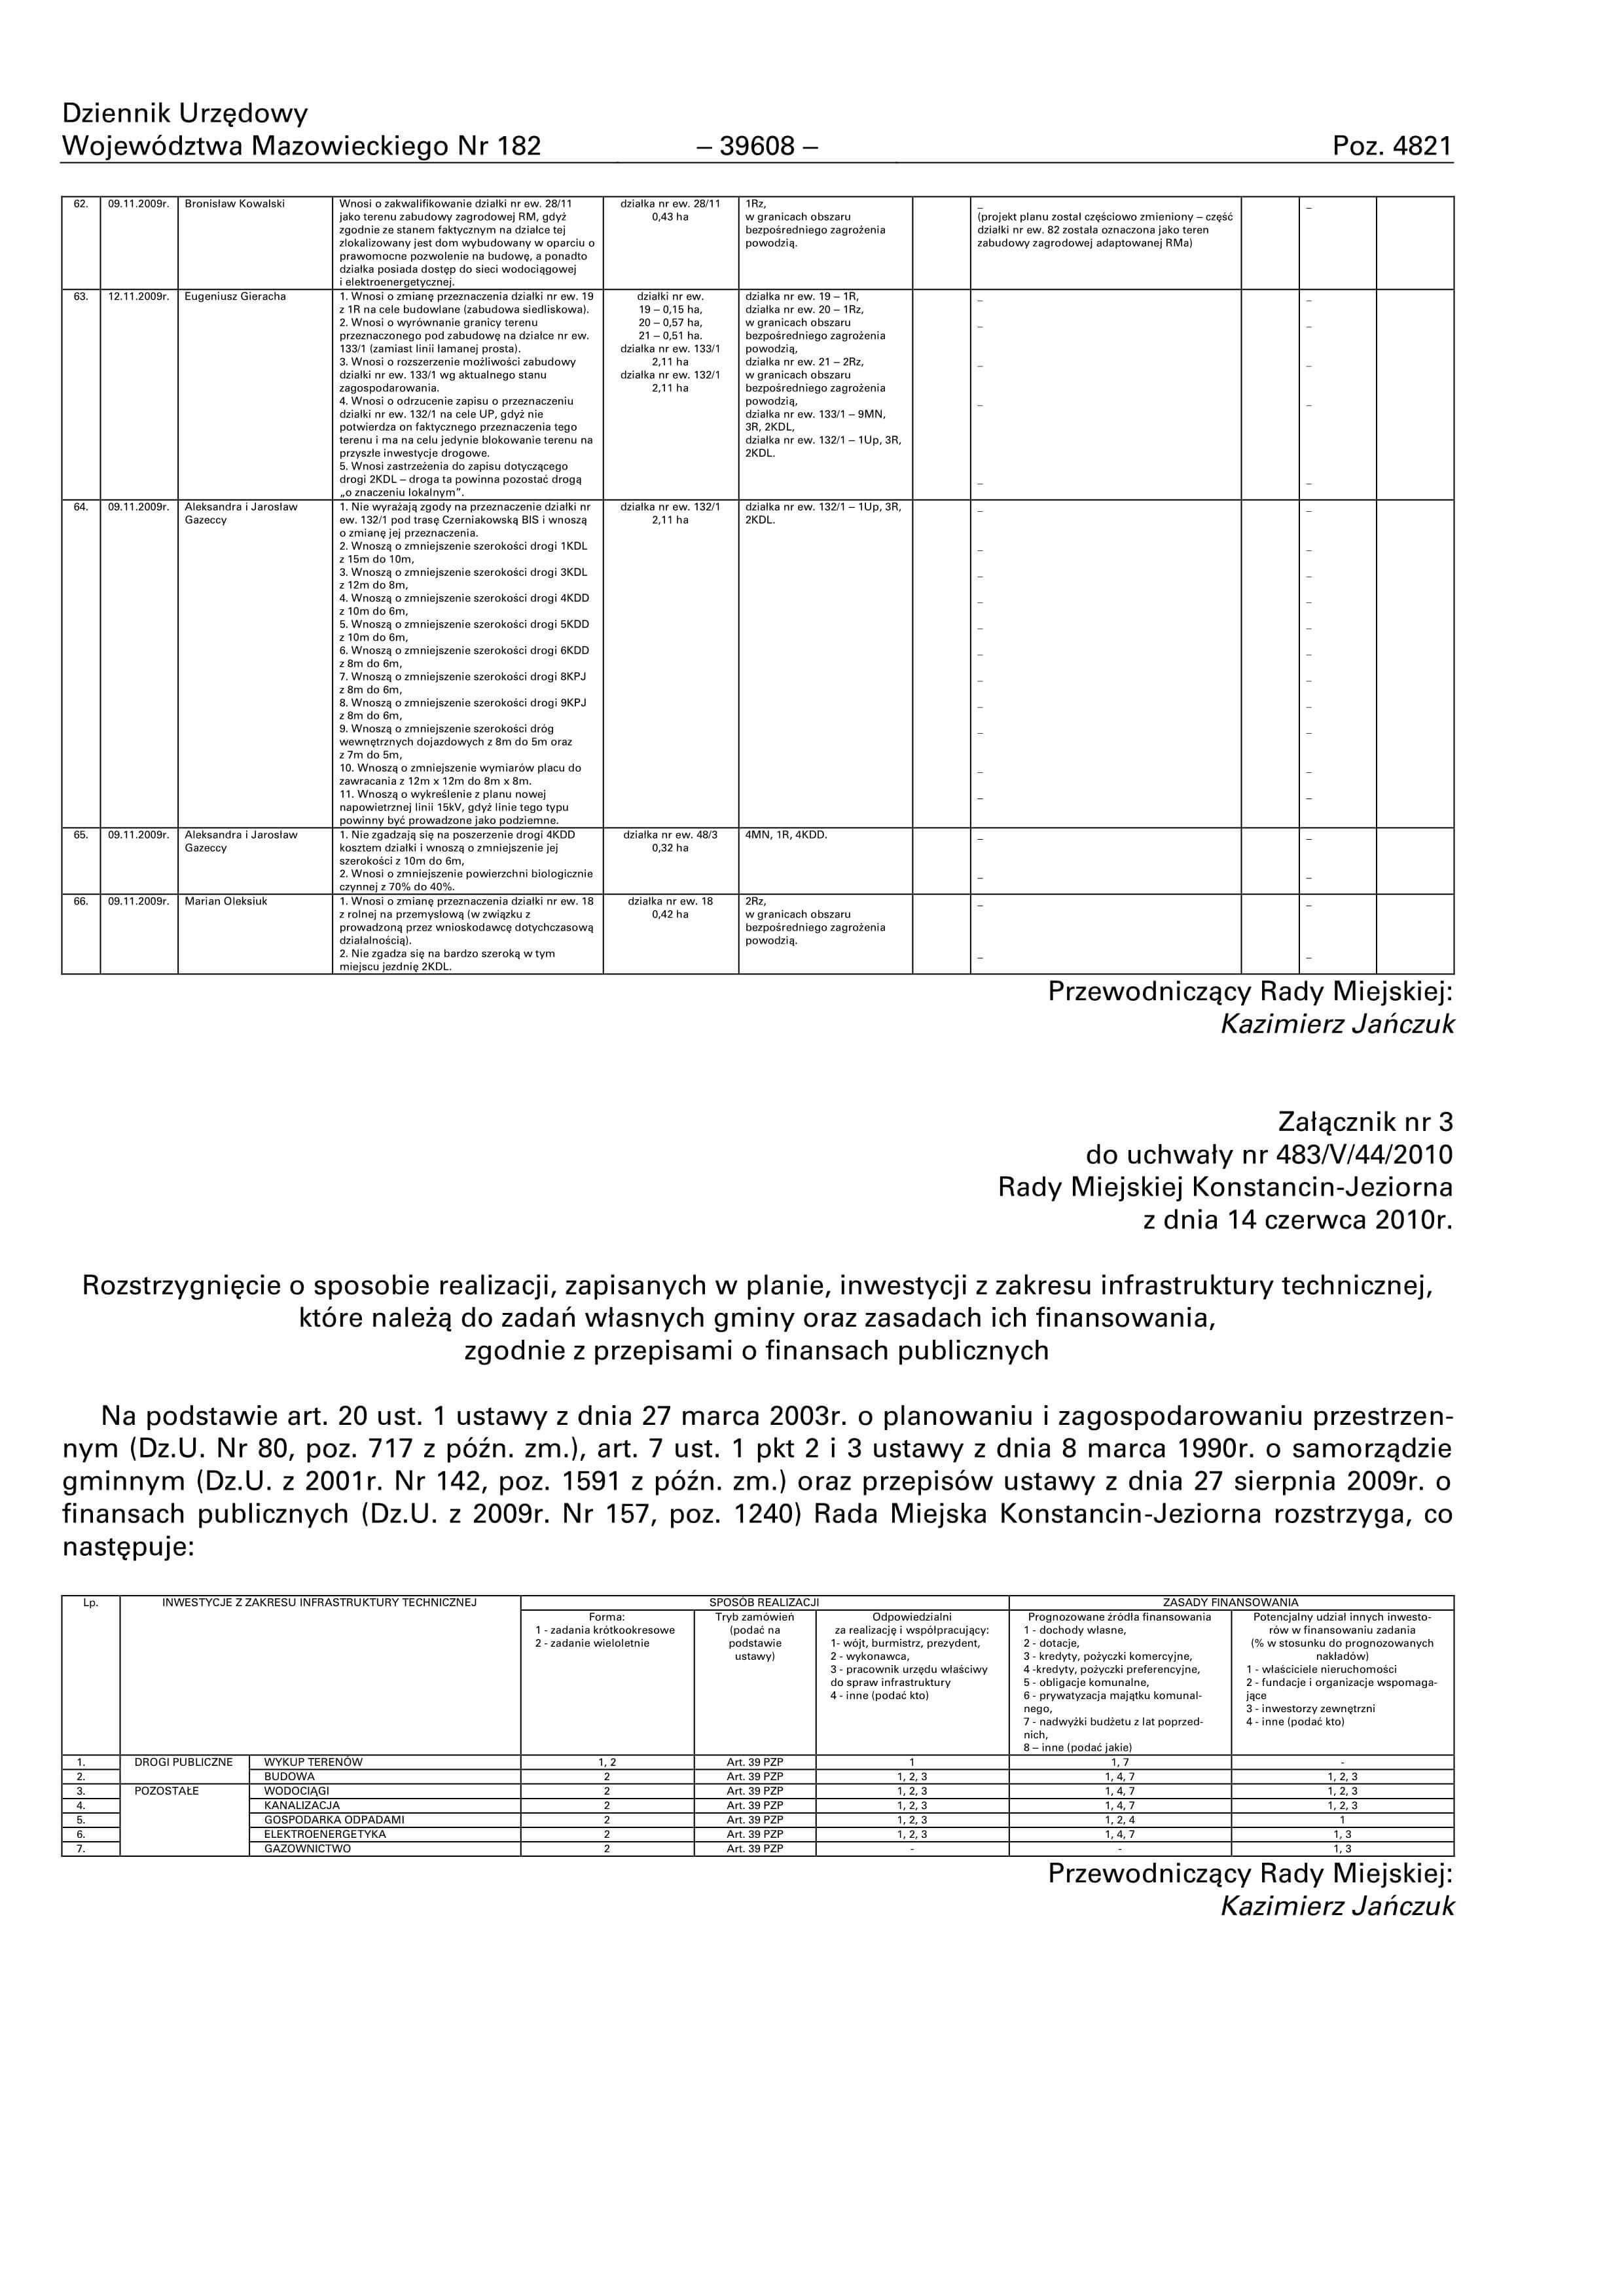 Dziennik Urzędowy
Województwa Mazowieckiego Nr 182 – 39608 – Poz. 4821
62. 09.11.2009r. Bronisław Kowalski
Wnosi o zakwalifikowanie działki nr ew. 28/11
jako terenu zabudowy zagrodowej RM, gdyż
zgodnie ze stanem faktycznym na działce tej
zlokalizowany jest dom wybudowany w oparciu o
prawomocne pozwolenie na budowę, a ponadto
działka posiada dostęp do sieci wodociągowej
i elektroenergetycznej.
działka nr ew. 28/11
0,43 ha
1Rz,
w granicach obszaru
bezpośredniego zagrożenia
powodzią.
–
(projekt planu został częściowo zmieniony – część
działki nr ew. 82 została oznaczona jako teren
zabudowy zagrodowej adaptowanej RMa)
–
63. 12.11.2009r. Eugeniusz Gieracha
1. Wnosi o zmianę przeznaczenia działki nr ew. 19
z 1R na cele budowlane (zabudowa siedliskowa).
2. Wnosi o wyrównanie granicy terenu
przeznaczonego pod zabudowę na działce nr ew.
133/1 (zamiast linii łamanej prosta).
3. Wnosi o rozszerzenie możliwości zabudowy
działki nr ew. 133/1 wg aktualnego stanu
zagospodarowania.
4. Wnosi o odrzucenie zapisu o przeznaczeniu
działki nr ew. 132/1 na cele UP, gdyż nie
potwierdza on faktycznego przeznaczenia tego
terenu i ma na celu jedynie blokowanie terenu na
przyszłe inwestycje drogowe.
5. Wnosi zastrzeżenia do zapisu dotyczącego
drogi 2KDL – droga ta powinna pozostać drogą
„o znaczeniu lokalnym”.
działki nr ew.
19 – 0,15 ha,
20 – 0,57 ha,
21 – 0,51 ha.
działka nr ew. 133/1
2,11 ha
działka nr ew. 132/1
2,11 ha
działka nr ew. 19 – 1R,
działka nr ew. 20 – 1Rz,
w granicach obszaru
bezpośredniego zagrożenia
powodzią,
działka nr ew. 21 – 2Rz,
w granicach obszaru
bezpośredniego zagrożenia
powodzią,
działka nr ew. 133/1 – 9MN,
3R, 2KDL,
działka nr ew. 132/1 – 1Up, 3R,
2KDL.
– –
– –
– –
– –
– –
64. 09.11.2009r. Aleksandra i Jarosław
Gazeccy
1. Nie wyrażają zgody na przeznaczenie działki nr
ew. 132/1 pod trasę Czerniakowską BIS i wnoszą
o zmianę jej przeznaczenia.
2. Wnoszą o zmniejszenie szerokości drogi 1KDL
z 15m do 10m,
3. Wnoszą o zmniejszenie szerokości drogi 3KDL
z 12m do 8m,
4. Wnoszą o zmniejszenie szerokości drogi 4KDD
z 10m do 6m,
5. Wnoszą o zmniejszenie szerokości drogi 5KDD
z 10m do 6m,
6. Wnoszą o zmniejszenie szerokości drogi 6KDD
z 8m do 6m,
7. Wnoszą o zmniejszenie szerokości drogi 8KPJ
z 8m do 6m,
8. Wnoszą o zmniejszenie szerokości drogi 9KPJ
z 8m do 6m,
9. Wnoszą o zmniejszenie szerokości dróg
wewnętrznych dojazdowych z 8m do 5m oraz
z 7m do 5m,
10. Wnoszą o zmniejszenie wymiarów placu do
zawracania z 12m x 12m do 8m x 8m.
11. Wnoszą o wykreślenie z planu nowej
napowietrznej linii 15kV, gdyż linie tego typu
powinny być prowadzone jako podziemne.
działka nr ew. 132/1
2,11 ha
działka nr ew. 132/1 – 1Up, 3R,
2KDL.
– –
– –
– –
– –
– –
– –
– –
– –
– –
– –
– –
65. 09.11.2009r. Aleksandra i Jarosław
Gazeccy
1. Nie zgadzają się na poszerzenie drogi 4KDD
kosztem działki i wnoszą o zmniejszenie jej
szerokości z 10m do 6m,
2. Wnosi o zmniejszenie powierzchni biologicznie
czynnej z 70% do 40%.
działka nr ew. 48/3
0,32 ha
4MN, 1R, 4KDD.
– –
– –
66. 09.11.2009r. Marian Oleksiuk
1. Wnosi o zmianę przeznaczenia działki nr ew. 18
z rolnej na przemysłową (w związku z
prowadzoną przez wnioskodawcę dotychczasową
działalnością).
2. Nie zgadza się na bardzo szeroką w tym
miejscu jezdnię 2KDL.
działka nr ew. 18
0,42 ha
2Rz,
w granicach obszaru
bezpośredniego zagrożenia
powodzią.
– –
– –
Przewodniczący Rady Miejskiej:
Kazimierz Jańczuk
Załącznik nr 3
do uchwały nr 483/V/44/2010
Rady Miejskiej Konstancin-Jeziorna
z dnia 14 czerwca 2010r.
Rozstrzygnięcie o sposobie realizacji, zapisanych w planie, inwestycji z zakresu infrastruktury technicznej,
które należą do zadań własnych gminy oraz zasadach ich finansowania,
zgodnie z przepisami o finansach publicznych
Na podstawie art. 20 ust. 1 ustawy z dnia 27 marca 2003r. o planowaniu i zagospodarowaniu przestrzen-
nym (Dz.U. Nr 80, poz. 717 z późn. zm.), art. 7 ust. 1 pkt 2 i 3 ustawy z dnia 8 marca 1990r. o samorządzie
gminnym (Dz.U. z 2001r. Nr 142, poz. 1591 z późn. zm.) oraz przepisów ustawy z dnia 27 sierpnia 2009r. o
finansach publicznych (Dz.U. z 2009r. Nr 157, poz. 1240) Rada Miejska Konstancin-Jeziorna rozstrzyga, co
następuje:
Lp. INWESTYCJE Z ZAKRESU INFRASTRUKTURY TECHNICZNEJ SPOSÓB REALIZACJI ZASADY FINANSOWANIA
Forma:
1 - zadania krótkookresowe
2 - zadanie wieloletnie
Tryb zamówień
(podać na
podstawie
ustawy)
Odpowiedzialni
za realizację i współpracujący:
1- wójt, burmistrz, prezydent,
2 - wykonawca,
3 - pracownik urzędu właściwy
do spraw infrastruktury
4 - inne (podać kto)
Prognozowane źródła finansowania
1 - dochody własne,
2 - dotacje,
3 - kredyty, pożyczki komercyjne,
4 -kredyty, pożyczki preferencyjne,
5 - obligacje komunalne,
6 - prywatyzacja majątku komunal-
nego,
7 - nadwyżki budżetu z lat poprzed-
nich,
8 – inne (podać jakie)
Potencjalny udział innych inwesto-
rów w finansowaniu zadania
(% w stosunku do prognozowanych
nakładów)
1 - właściciele nieruchomości
2 - fundacje i organizacje wspomaga-
jące
3 - inwestorzy zewnętrzni
4 - inne (podać kto)
1. DROGI PUBLICZNE WYKUP TERENÓW 1, 2 Art. 39 PZP 1 1, 7 -
2. BUDOWA 2 Art. 39 PZP 1, 2, 3 1, 4, 7 1, 2, 3
3. POZOSTAŁE WODOCIĄGI 2 Art. 39 PZP 1, 2, 3 1, 4, 7 1, 2, 3
4. KANALIZACJA 2 Art. 39 PZP 1, 2, 3 1, 4, 7 1, 2, 3
5. GOSPODARKA ODPADAMI 2 Art. 39 PZP 1, 2, 3 1, 2, 4 1
6. ELEKTROENERGETYKA 2 Art. 39 PZP 1, 2, 3 1, 4, 7 1, 3
7. GAZOWNICTWO 2 Art. 39 PZP - - 1, 3
Przewodniczący Rady Miejskiej:
Kazimierz Jańczuk